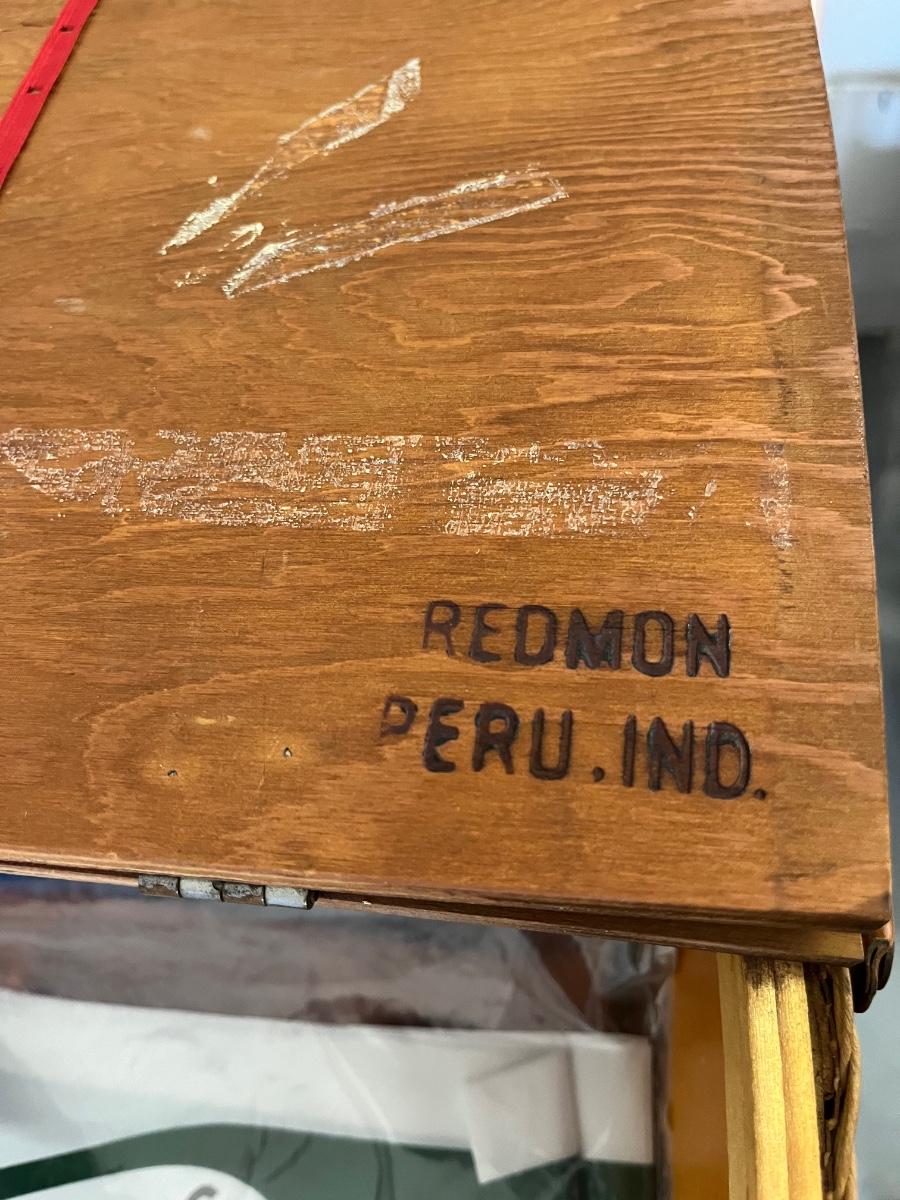 REDMON
PERU, IND.